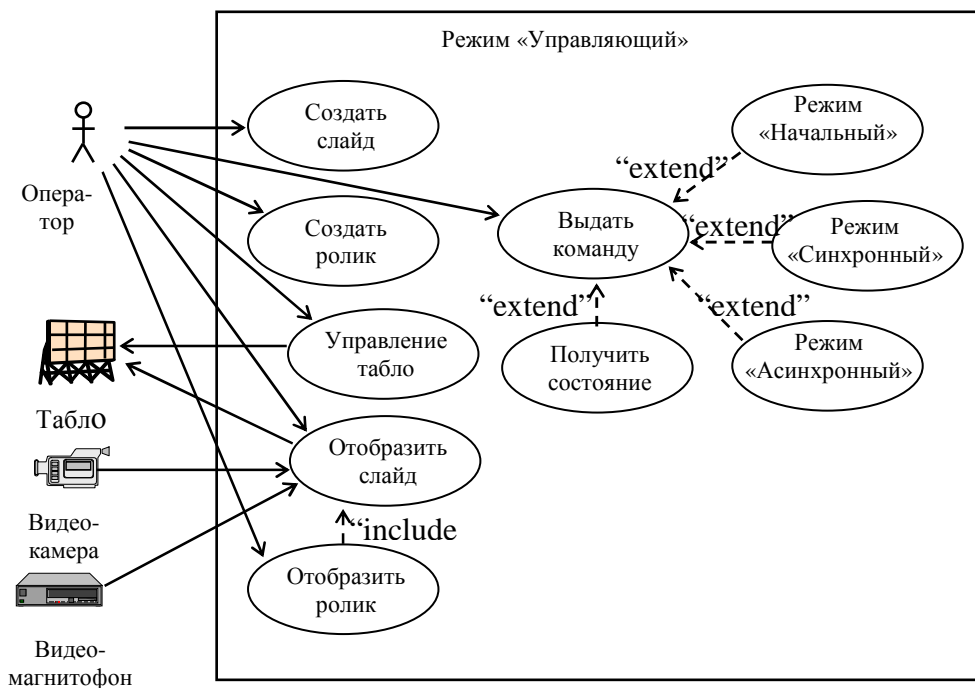 Режим «Управляющий»
Создать
слайд
Режим
«Начальный»
“extend”
Опера-
тор
Создать
ролик
Выдать
команду
“extend”
Режим
«Синхронный»
“extend”
“extend”
Управление
табло
Получить
состояние
Режим
«Асинхронный»
Табло
Отобразить
слайд
Видео-
камера
“include
Отобразить
ролик
Видео-
магнитофон